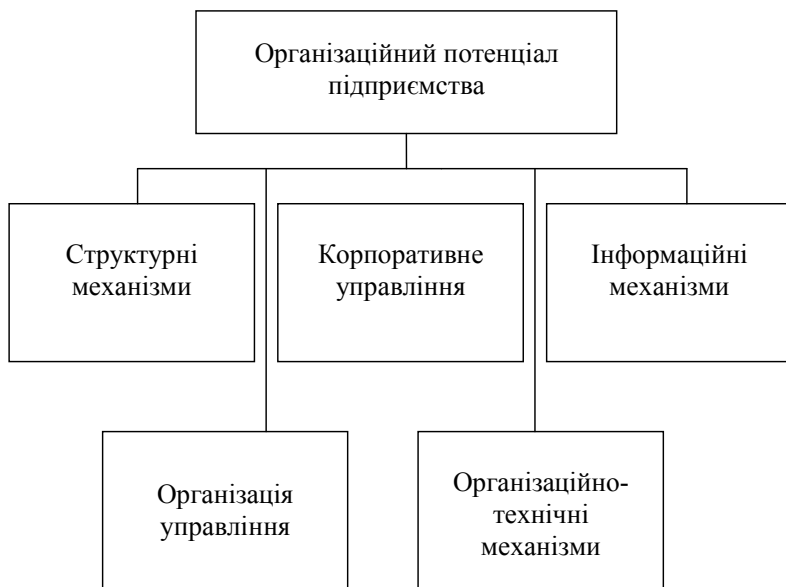 Організаційний потенціал
підприємства
Структурні
механізми
Корпоративне
управління
Інформаційні
механізми
Організація
управління
Організаційно-
технічні
механізми